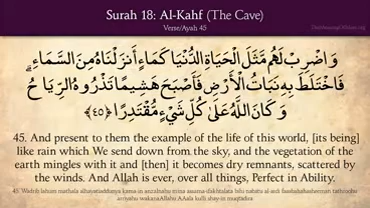 Surah 18: Al-Kahf (The Cave)
Verse/Ayah 45
وَاضْرِبْ لَهُم مَّثَلَ الْحَيَاةِ الدُّنْيَا كَمَاءٍ أَنزَلْنَاهُ مِنَ السَّمَاءِ
فَاخْتَلَطَ بِهِ نَبَاتُ الْأَرْضِ فَأَصْبَحَ هَشِيمًا تَذْرُوهُ الرِّيَاحُ ۗ
وَكَانَ اللَّهُ عَلَىٰ كُلِّ شَيْءٍ مُّقْتَدِرًا ﴿٤٥﴾
45. And present to them the example of the life of this world, [its being]
like rain which We send down from the sky, and the vegetation of the
earth mingles with it and [then] it becomes dry remnants, scattered by
the winds. And Allah is ever, over all things, Perfect in Ability.